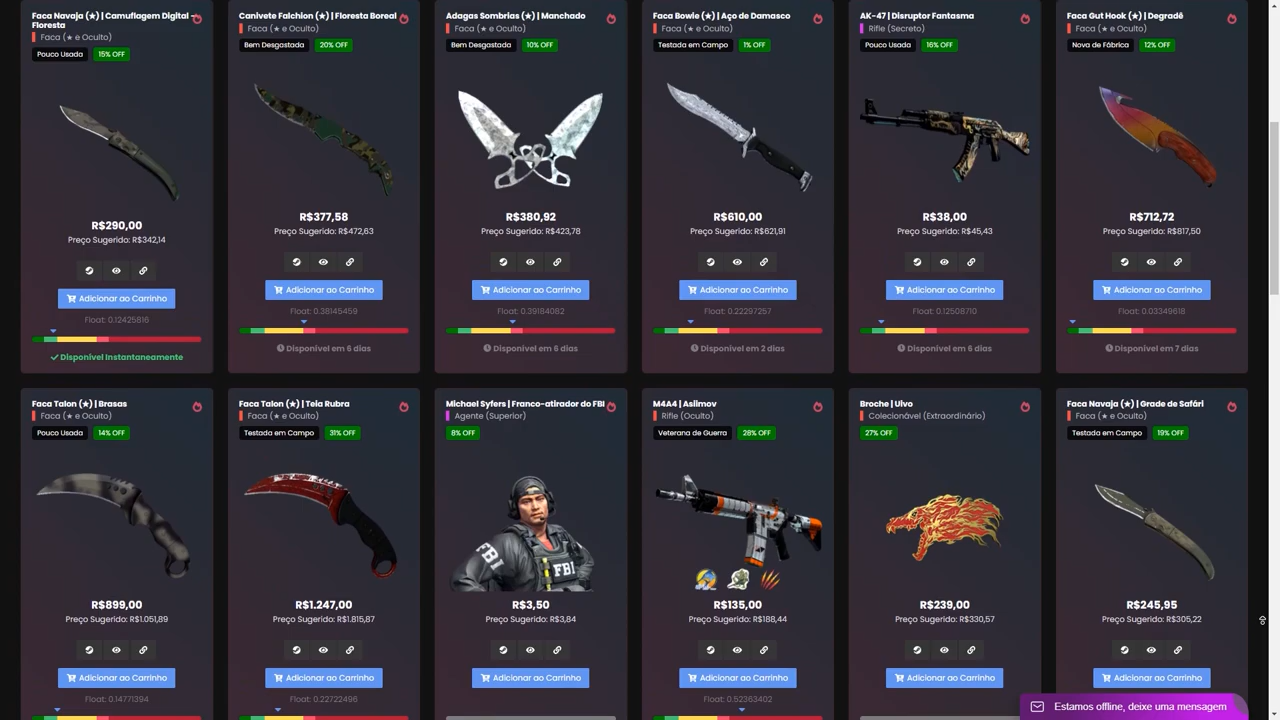 Faca Navaja (★) | Camuflagem Digital -
Floresta
Faca (★ e Oculto)
Pouco Usada 15% OFF
R$290,00
Preço Sugerido: R$342,14
Adicionar ao Carrinho
Float: 0.12425816
Disponível Instantaneamente
Canivete Falchion (★) | Floresta Boreal
Faca (★ e Oculto)
Bem Desgastada 20% OFF
R$377,58
Preço Sugerido: R$472,63
Adicionar ao Carrinho
Float: 0.38145459
Disponível em 6 dias
Adagas Sombrias (★) | Manchado
Faca (★ e Oculto)
Bem Desgastada 10% OFF
R$380,92
Preço Sugerido: R$423,78
Adicionar ao Carrinho
Float: 0.39184082
Disponível em 6 dias
Faca Bowie (★) | Aço de Damasco
Faca (★ e Oculto)
Testada em Campo 1% OFF
R$610,00
Preço Sugerido: R$621,91
Adicionar ao Carrinho
Float: 0.22297257
Disponível em 2 dias
AK-47 | Disruptor Fantasma
Rifle (Secreto)
Pouco Usada 16% OFF
R$38,00
Preço Sugerido: R$45,43
Adicionar ao Carrinho
Float: 0.12508710
Disponível em 6 dias
Faca Gut Hook (★) | Degradê
Faca (★ e Oculto)
Nova de Fábrica 12% OFF
R$712,72
Preço Sugerido: R$817,50
Adicionar ao Carrinho
Float: 0.03349618
Disponível em 7 dias
Faca Talon (★) | Brasas
Faca (★ e Oculto)
Pouco Usada 14% OFF
R$899,00
Preço Sugerido: R$1.051,89
Adicionar ao Carrinho
Float: 0.14771394
Faca Talon (★) | Teia Rubra
Faca (★ e Oculto)
Testada em Campo 31% OFF
R$1.247,00
Preço Sugerido: R$1.815,87
Adicionar ao Carrinho
Float: 0.22722496
Michael Syfers | Franco-atirador do FBI
Agente (Superior)
8% OFF
FBI
FBI
R$3,50
Preço Sugerido: R$3,84
Adicionar ao Carrinho
M4A4 | Asiimov
Rifle (Oculto)
Veterana de Guerra 28% OFF
R$135,00
Preço Sugerido: R$188,44
Adicionar ao Carrinho
Float: 0.52363402
Broche | Uivo
Colecionável (Extraordinário)
27% OFF
R$239,00
Preço Sugerido: R$330,57
Adicionar ao Carrinho
Faca Navaja (★) | Grade de Safári
Faca (★ e Oculto)
Testada em Campo 19% OFF
R$245,95
Preço Sugerido: R$305,22
Adicionar ao Carrinho
Estamos offline, deixe uma mensagem